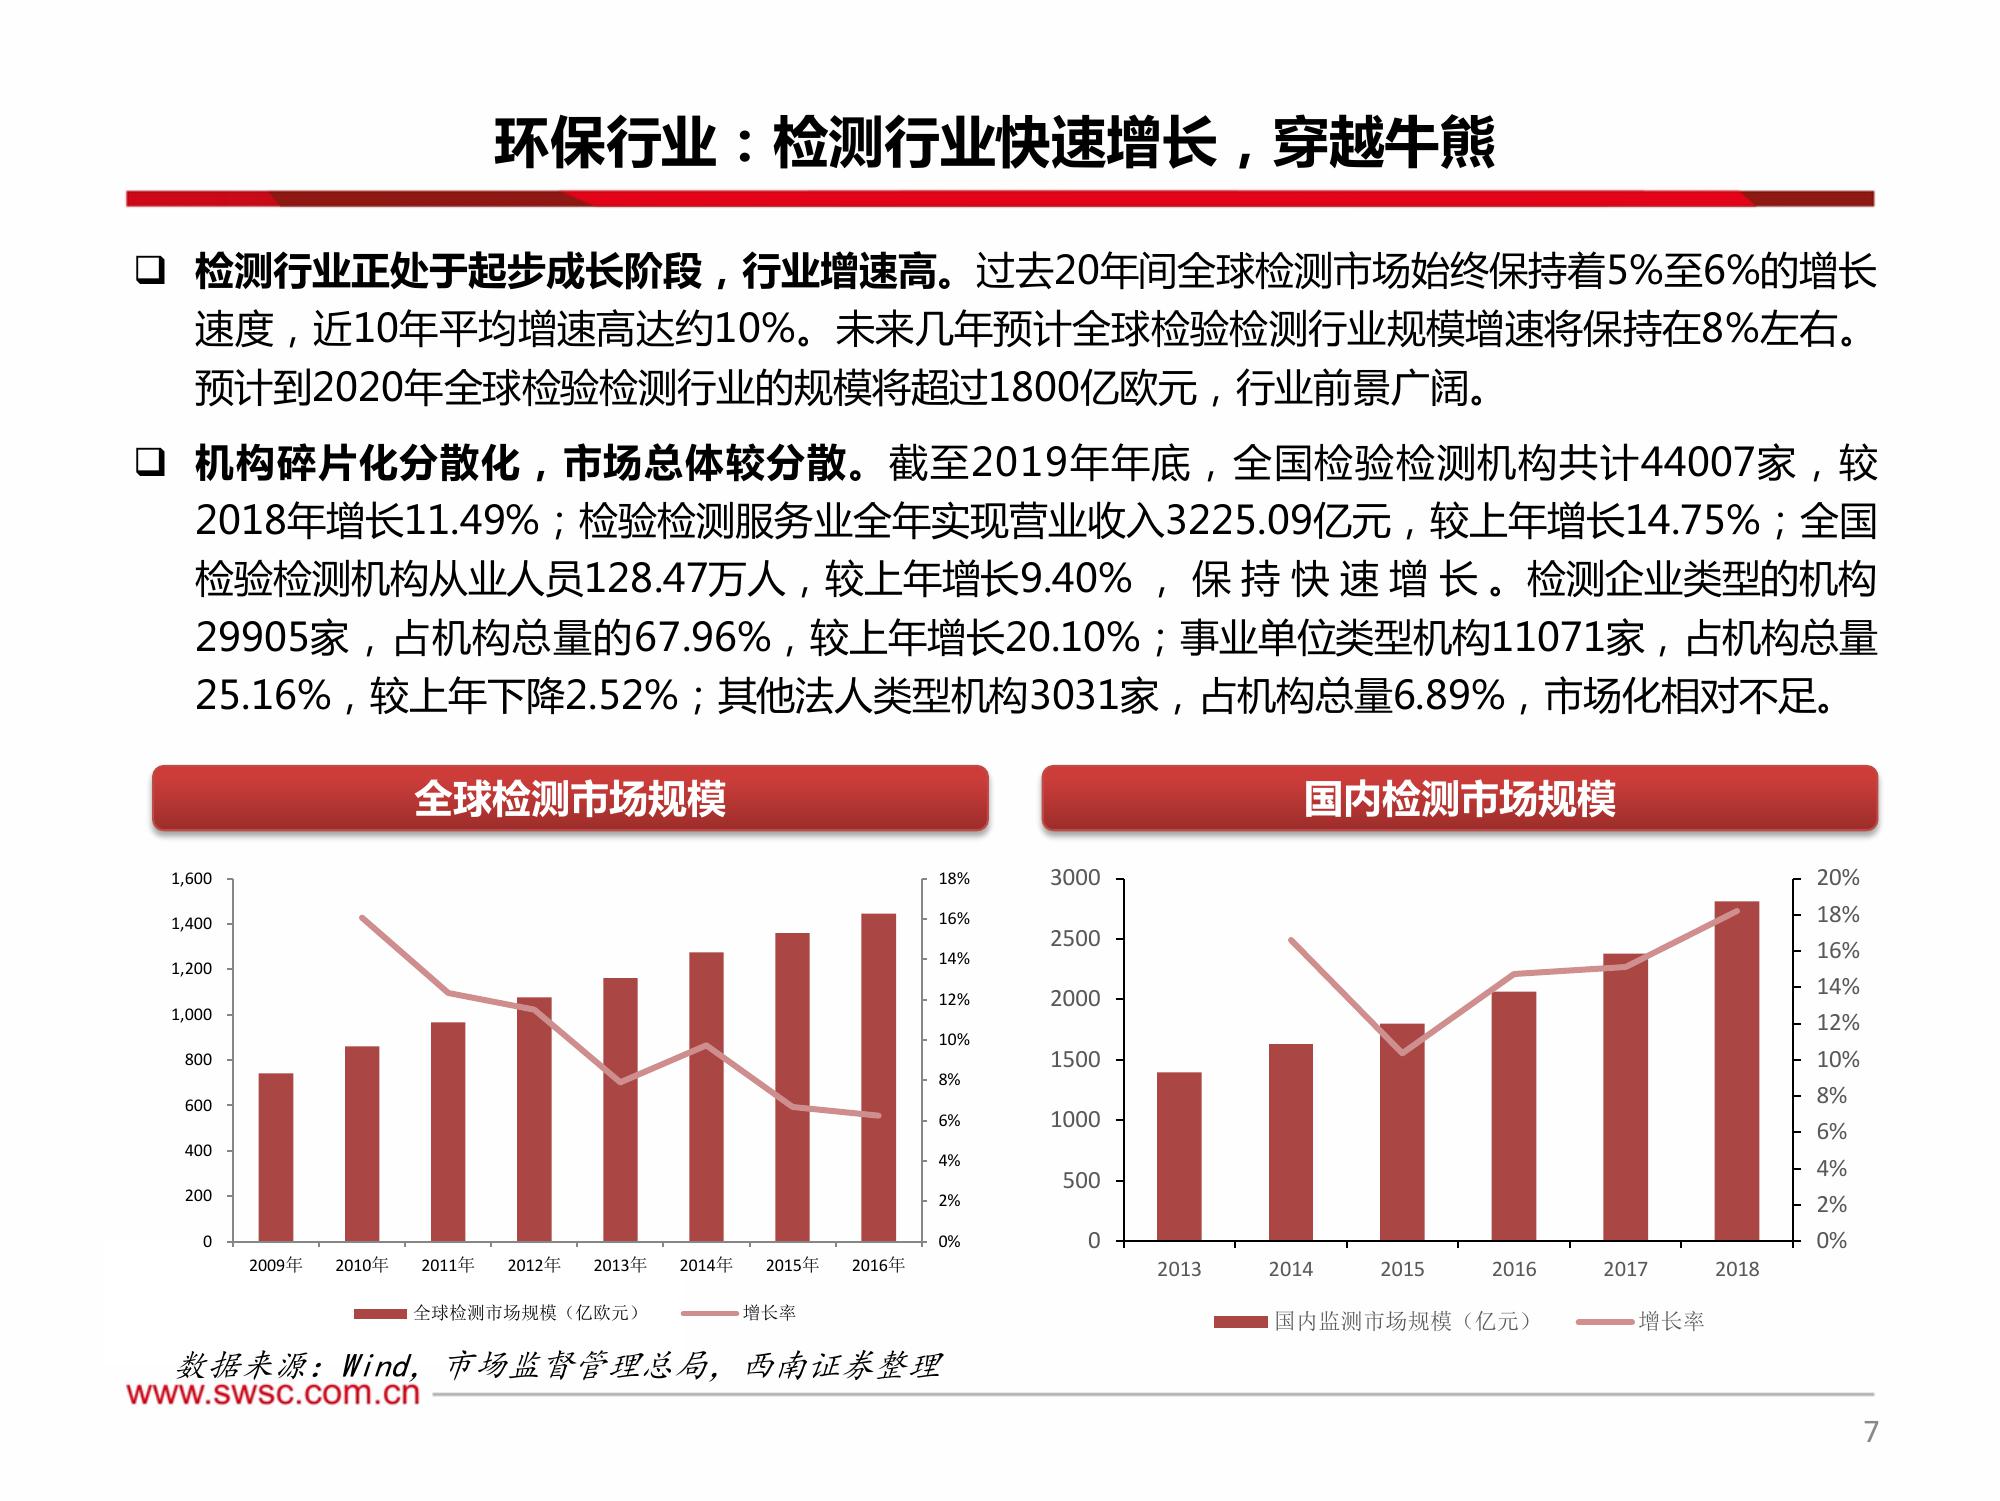 环保行业：检测行业快速增长，穿越牛熊
❑ 检测行业正处于起步成长阶段，行业增速高。过去20年间全球检测市场始终保持着5%至6%的增长
速度，近10年平均增速高达约10%。未来几年预计全球检验检测行业规模增速将保持在8%左右。
预计到2020年全球检验检测行业的规模将超过1800亿欧元，行业前景广阔。
❑ 机构碎片化分散化，市场总体较分散。截至2019年年底，全国检验检测机构共计44007家，较
2018年增长11.49%；检验检测服务业全年实现营业收入3225.09亿元，较上年增长14.75%；全国
检验检测机构从业人员128.47万人，较上年增长9.40% ，保持快速增长。检测企业类型的机构
29905家，占机构总量的67.96%，较上年增长20.10%；事业单位类型机构11071家，占机构总量
25.16%，较上年下降2.52%；其他法人类型机构3031家，占机构总量6.89%，市场化相对不足。
全球检测市场规模
1,600
1,400
1,200
1,000
800
600
400
200
0
18%
16%
14%
12%
10%
8%
6%
4%
2%
0%
2009年 2010年 2011年 2012年 2013年 2014年 2015年 2016年
全球检测市场规模（亿欧元） 增长率
国内检测市场规模
3000
2500
2000
1500
1000
500
0
20%
18%
16%
14%
12%
10%
8%
6%
4%
2%
0%
2013 2014 2015 2016 2017 2018
国内监测市场规模（亿元） 增长率
数据来源：Wind，市场监督管理总局，西南证券整理
www.swsc.com.cn
7